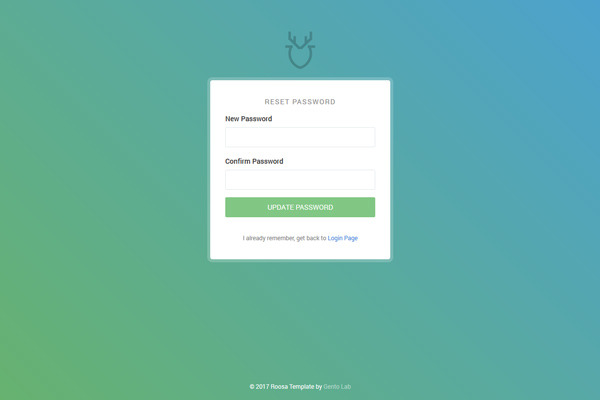 RESET PASSWORD
New Password
Confirm Password
UPDATE PASSWORD
I already remember, get back to Login Page
© 2017 Roosa Template by Gento Lab